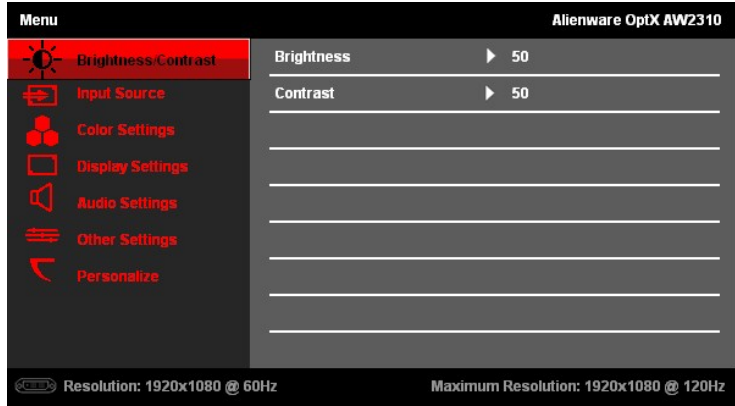 Menu Alienware OptX AW2310
Brightness/Contrast Brightness 50
Input Source Contrast 50
Color Settings
Display Settings
Audio Settings
Other Settings
Personalize
Resolution: 1920x1080 @ 60Hz Maximum Resolution: 1920x1080 @ 120Hz